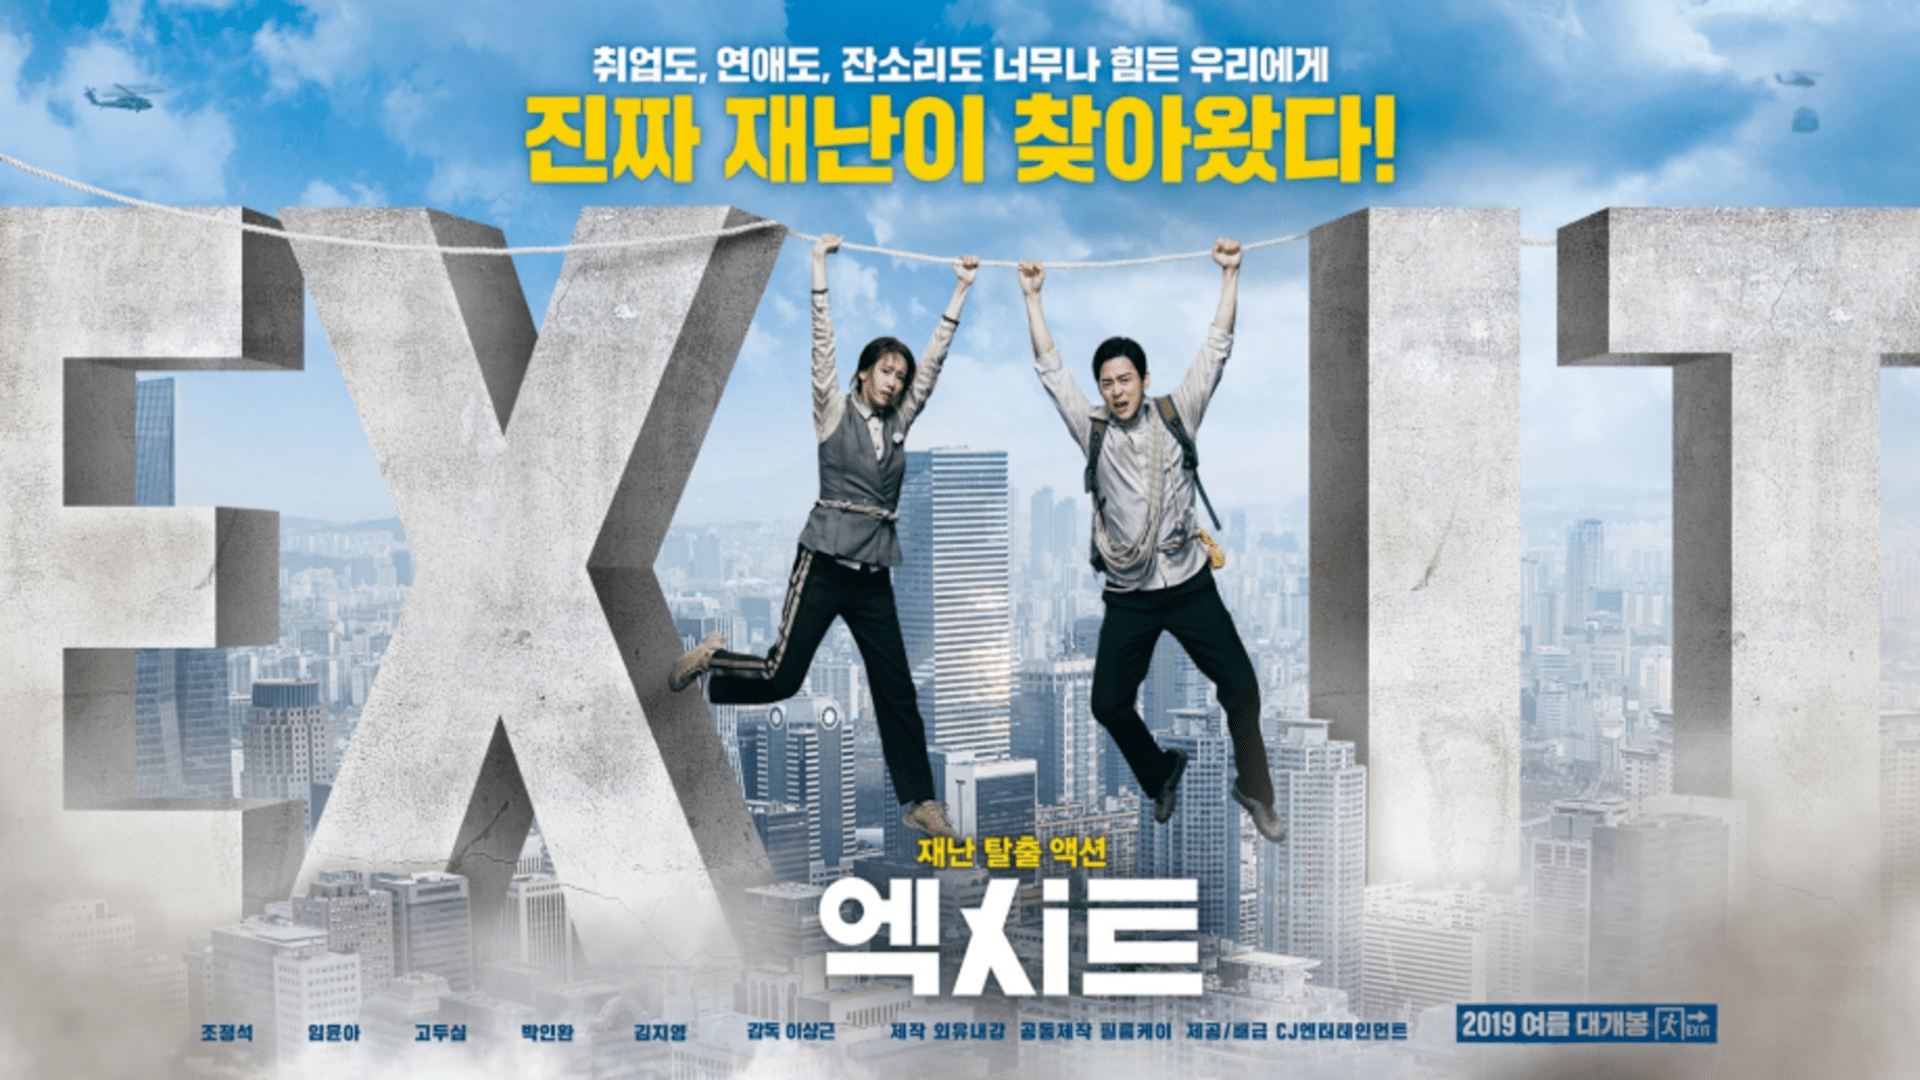 취업도, 연애도, 잔소리도 너무나 힘든 우리에게
진짜 재난이 찾아왔다!
EXIT
재난 탈출 액션
엑시트
조정석 임윤아 고두심 박인환 김지영 감독 이상근 제작 외유내강 공동제작 필름케이 제공/배급 CJ엔터테인먼트
2019 여름 대개봉 EXIT